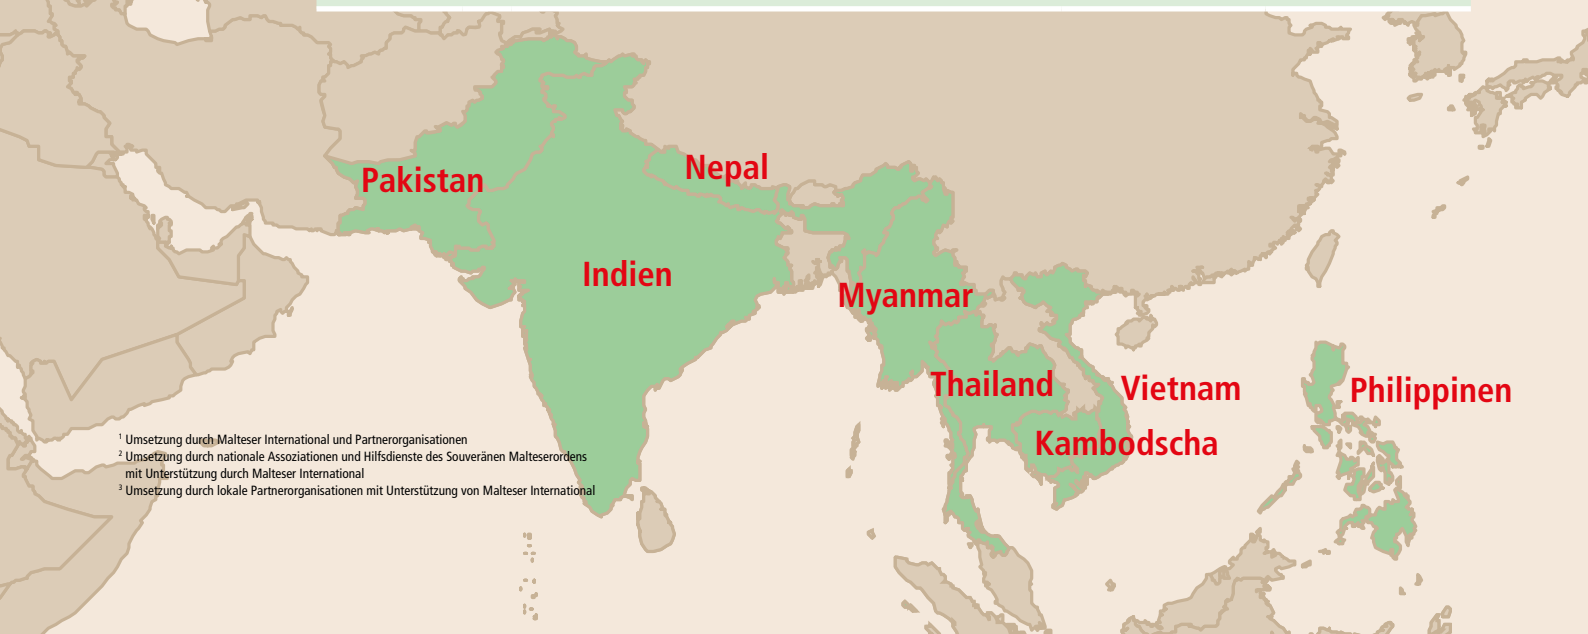 Nepal
Pakistan
Indien
Myanmar
Thailand
Vietnam
Philippinen
Kambodscha
¹ Umsetzung durch Malteser International und Partnerorganisationen
² Umsetzung durch nationale Assoziationen und Hilfsdienste des Souveränen Malteserordens
mit Unterstützung durch Malteser International
³ Umsetzung durch lokale Partnerorganisationen mit Unterstützung von Malteser International